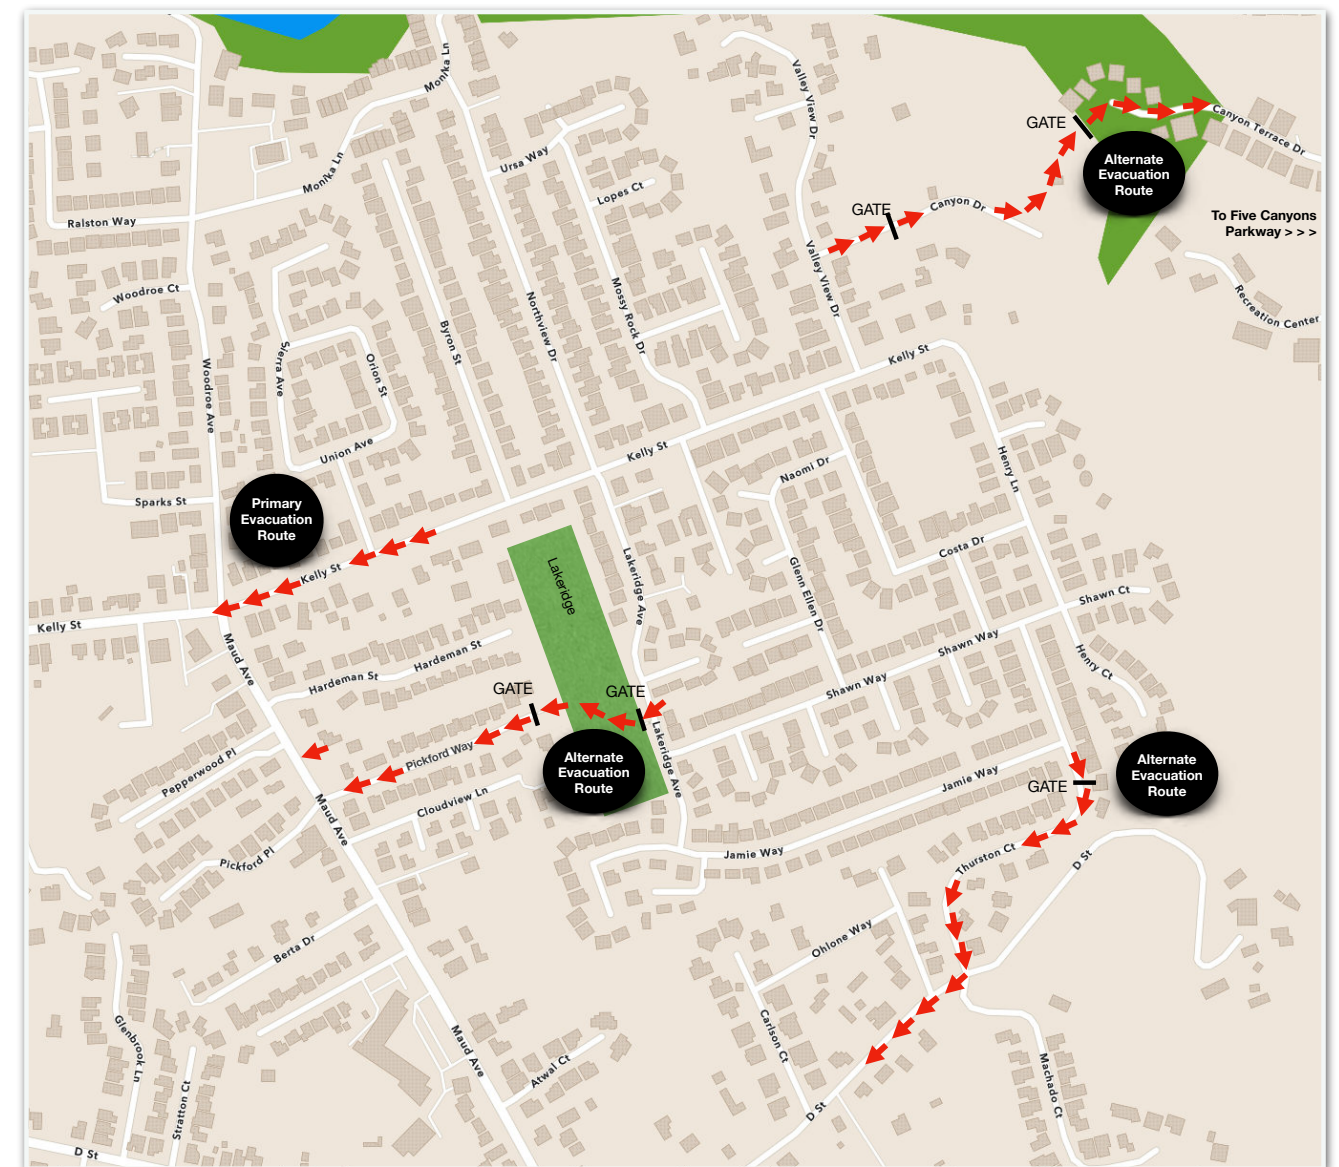 Monika Ln
Valley View Dr
Canyon Terrace Dr
GATE
Alternate
Evacuation
Route
Ursa Way
Monika Ln
Lopes Ct
Ralston Way
GATE
Canyon Dr
To Five Canyons
Parkway > > >
Valley View Dr
Woodroe Ct
Mossy Rock Dr
Northview Dr
Byron St
Recreation Center
Sierra Ave
Orion St
Woodroe Ave
Kelly St
Union Ave
Kelly St
Naomi Dr
Henry Ln
Sparks St
Primary
Evacuation
Route
Costa Dr
Kelly St
Lakeridge
Lakeridge Ave
Glenn Ellen Dr
Shawn Ct
Kelly St
Maud Ave
Hardeman St
Shawn Way
Henry Ct
Hardeman St
GATE
GATE
Shawn Way
Pickford Way
Lakeridge Ave
Pepperwood Pl
Alternate
Evacuation
Route
Jamie Way
GATE
Alternate
Evacuation
Route
Cloudview Ln
Maud Ave
Pickford Pl
Jamie Way
Thurston Ct
D St
Ohlone Way
Berta Dr
Glenbrook Ln
Maud Ave
Carlson Ct
Atwal Ct
Machado Ct
Stratton Ct
D St
D St